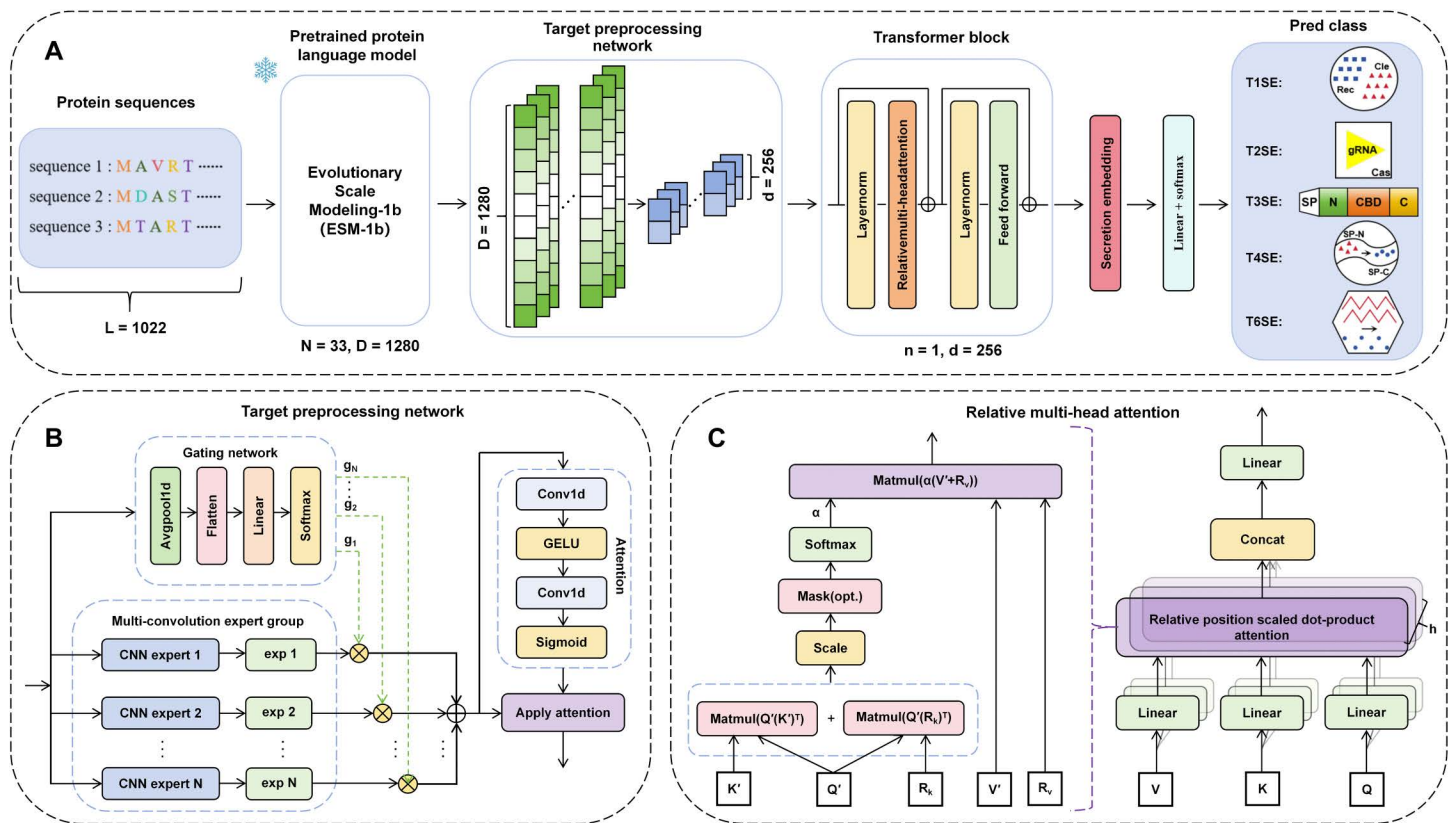 A
Protein sequences
sequence 1 : M A V R T ······
sequence 2 : M D A S T ······
sequence 3 : M T A R T ······
L = 1022
Pretrained protein
language model
Evolutionary
Scale
Modeling-1b
(ESM-1b)
N = 33, D = 1280
Target preprocessing
network
D = 1280
d = 256
Transformer block
Layernorm
Relativemulti-headattention
Layernorm
Feed forward
n = 1, d = 256
Secretion embedding
Linear + softmax
Pred class
T1SE:
Cle
Rec
T2SE:
gRNA
Cas
T3SE:
SP N CBD C
T4SE:
SP-N
SP-C
T6SE:
B
Target preprocessing network
Gating network
Avgpool1d
Flatten
Linear
Softmax
gN
g2
g1
Multi-convolution expert group
CNN expert 1
exp 1
CNN expert 2
exp 2
CNN expert N
exp N
Conv1d
GELU
Conv1d
Sigmoid
Attention
Apply attention
C
Relative multi-head attention
Matmul(α(V′+Rv))
α
Softmax
Mask(opt.)
Scale
Matmul(Q′(K′)ᵀ) + Matmul(Q′(Rk)ᵀ)
K′ Q′ Rk V′ Rv
Linear
Concat
Relative position scaled dot-product
attention
h
Linear Linear Linear
V K Q